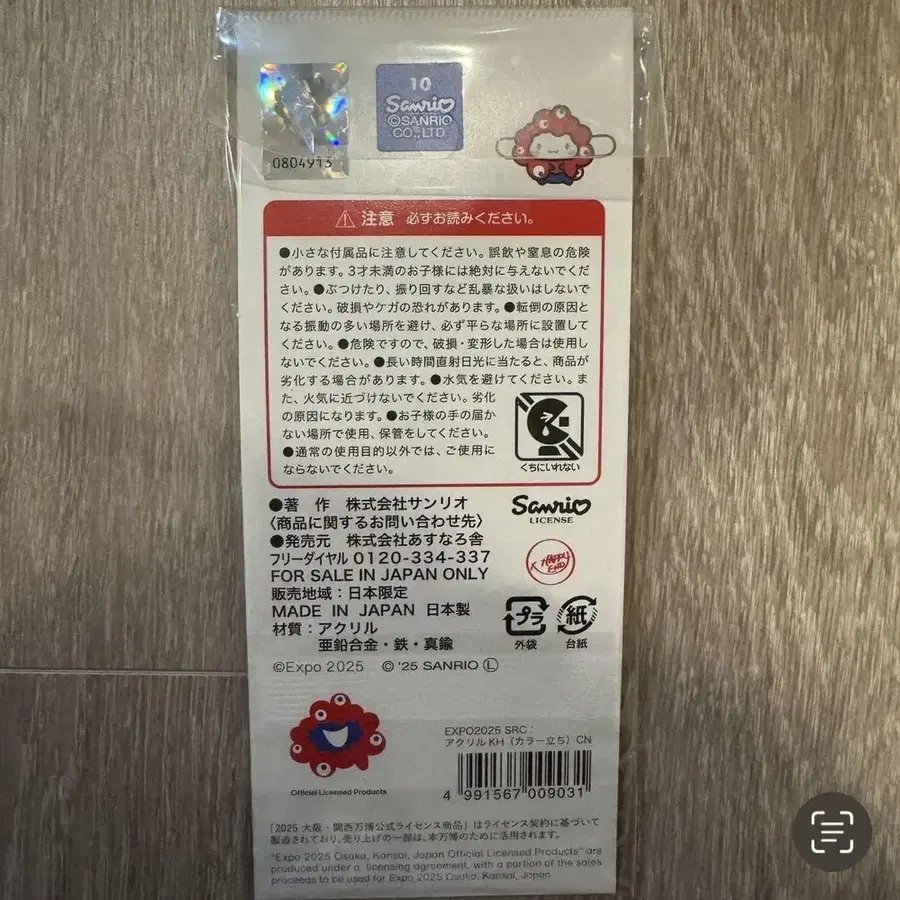 10
Sanrio
©SANRIO
CO.,LTD.
0804913
注意 必ずお読みください。
●小さな付属品に注意してください。誤飲や窒息の危険
があります。3才未満のお子様には絶対に与えないでくだ
さい。●ぶつけたり、振り回すなど乱暴な扱いはしないで
ください。破損やケガの恐れがあります。●転倒の原因と
なる振動の多い場所を避け、必ず平らな場所に設置して
ください。●危険ですので、破損・変形した場合は使用し
ないでください。●長い時間直射日光に当たると、商品が
劣化する場合があります。●水気を避けてください。ま
た、火気に近づけないでください。劣化
の原因になります。●お子様の手の届か
ない場所で使用、保管をしてください。
●通常の使用目的以外では、ご使用に
ならないでください。
くちにいれない
●著 作 株式会社サンリオ
〈商品に関するお問い合わせ先〉
●発売元 株式会社あすなろ舎
フリーダイヤル 0120-334-337
FOR SALE IN JAPAN ONLY
販売地域：日本限定
MADE IN JAPAN 日本製
材質：アクリル
亜鉛合金・鉄・真鍮
©Expo 2025 © '25 SANRIO Ⓛ
Sanrio
LICENSE
HAPPY
END
プラ
外袋
紙
台紙
Official Licensed Products
EXPO2025 SRC：
アクリルKH（カラー立ち）CN
4 991567 009031
「2025 大阪・関西万博公式ライセンス商品」はライセンス契約に基づいて
製造されており、売り上げの一部は、本万博のために活用されます。
"Expo 2025 Osaka, Kansai, Japan Official Licensed Products" are
produced under a licensing agreement, with a portion of the sales
proceeds to be used for Expo 2025 Osaka, Kansai, Japan